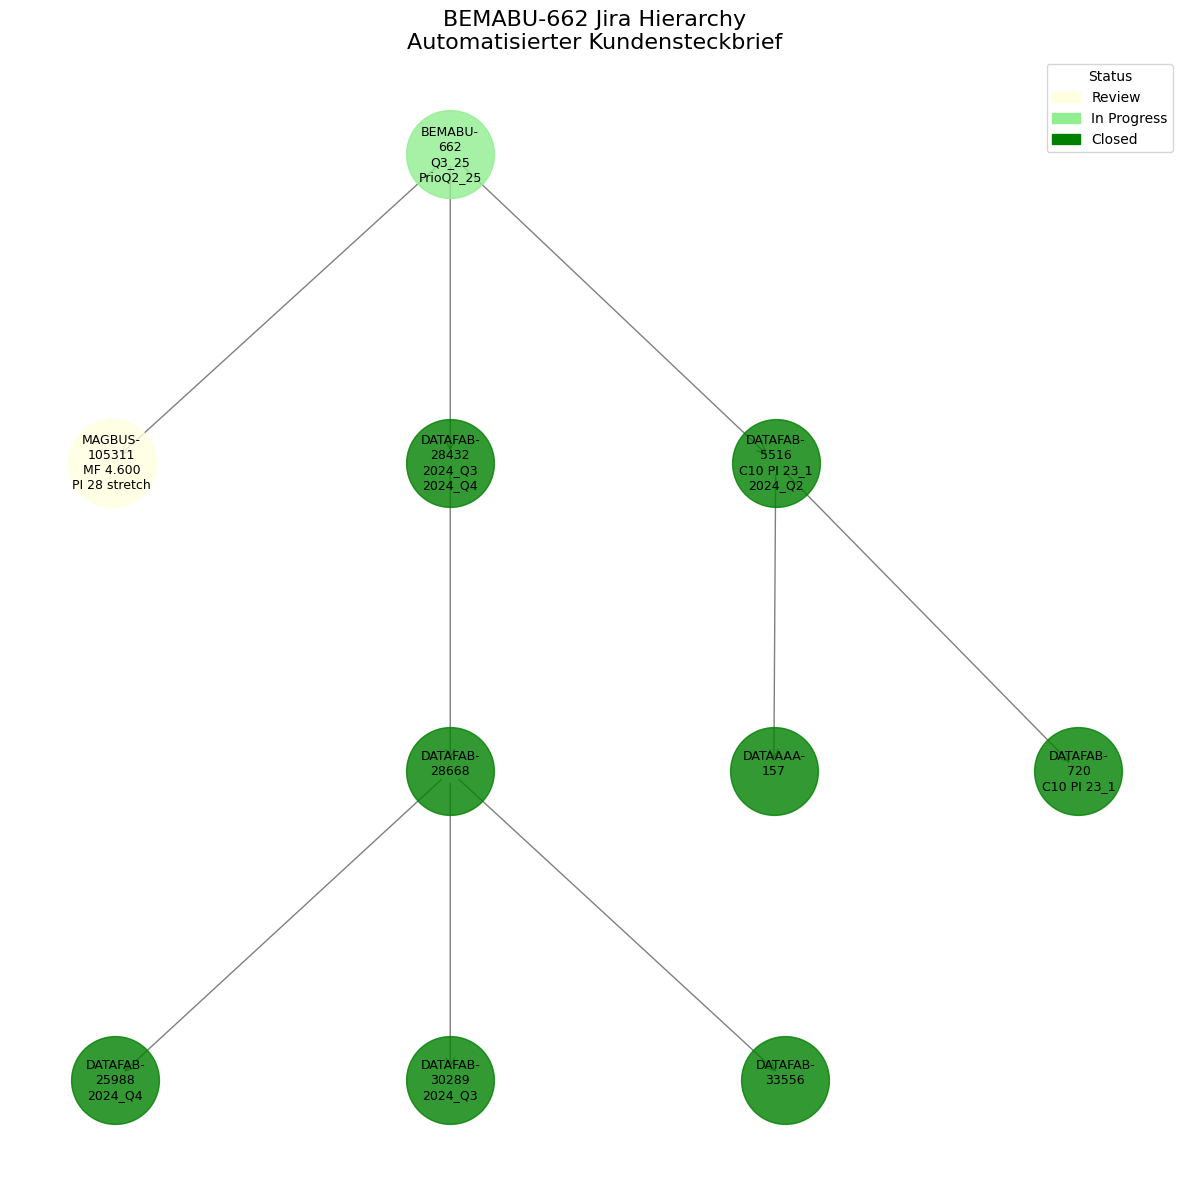 BEMABU-662 Jira Hierarchy
Automatisierter Kundensteckbrief
Status
Review
In Progress
Closed
BEMABU-
662
Q3_25
PrioQ2_25
MAGBUS-
105311
MF 4.600
PI 28 stretch
DATAFAB-
28432
2024_Q3
2024_Q4
DATAFAB-
5516
C10 PI 23_1
2024_Q2
DATAFAB-
28668
DATAAAA-
157
DATAFAB-
720
C10 PI 23_1
DATAFAB-
25988
2024_Q4
DATAFAB-
30289
2024_Q3
DATAFAB-
33556